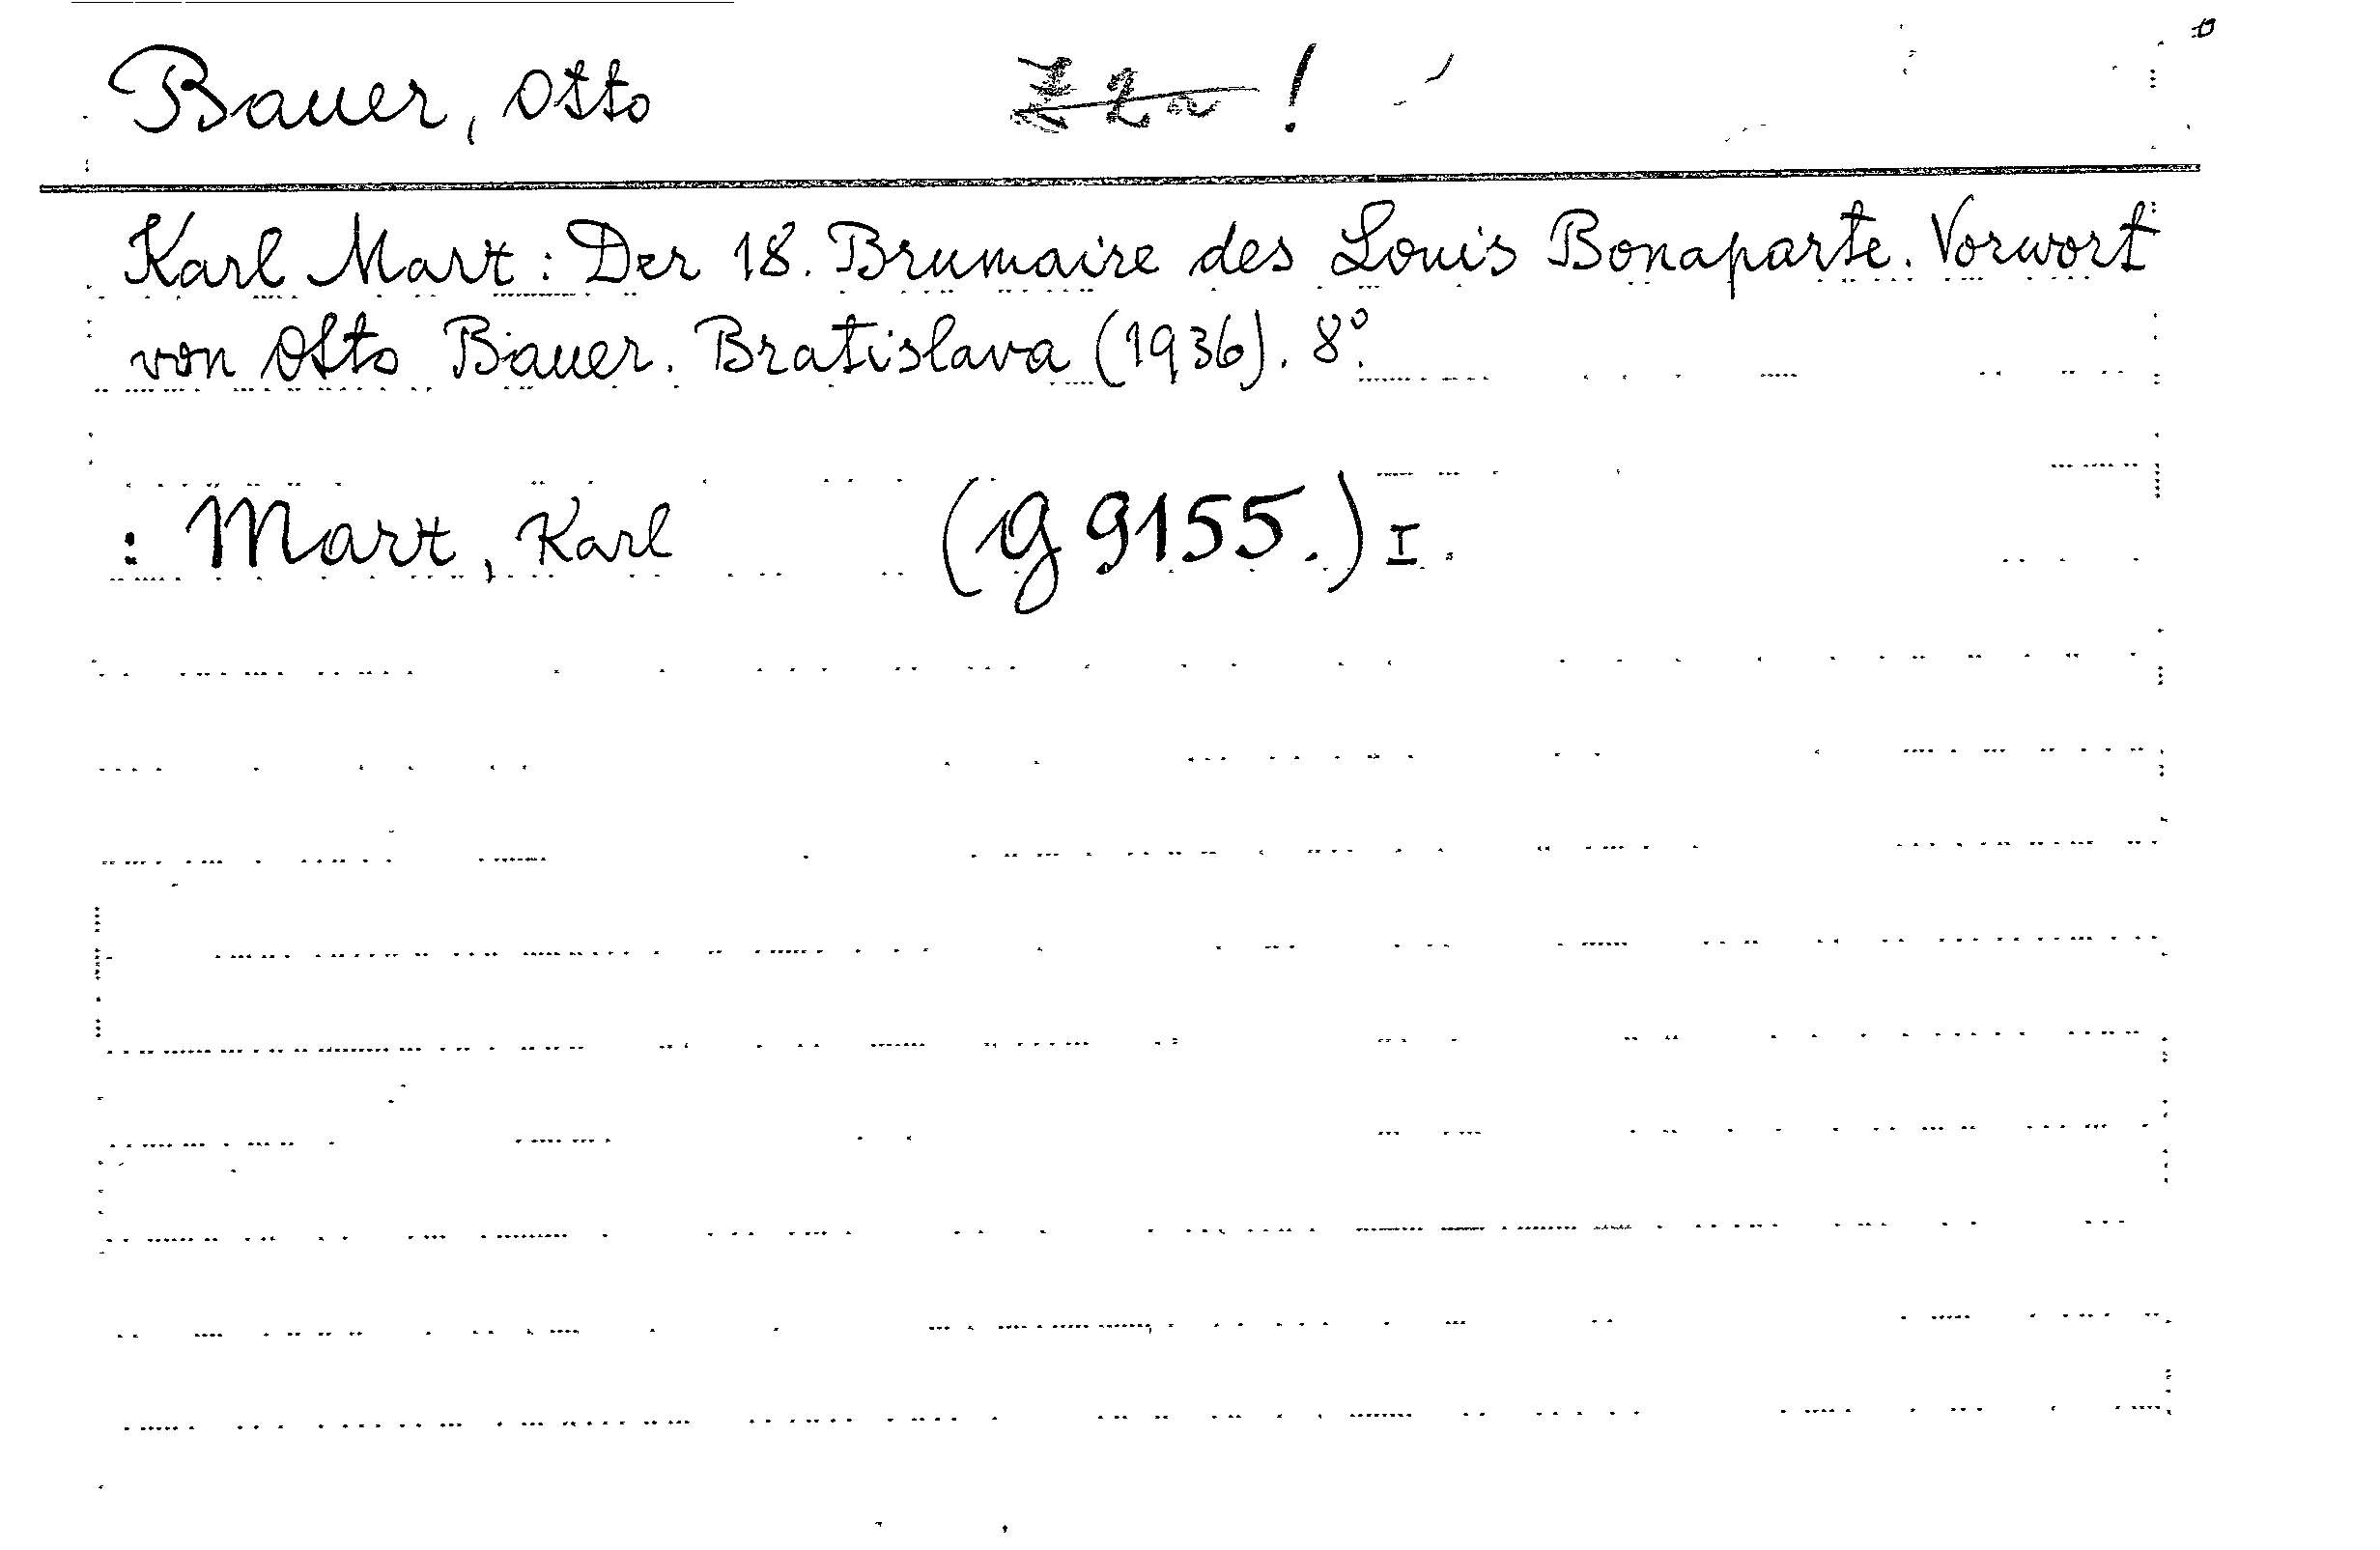 Bauer, Otto !
Karl Marx: Der 18. Brumaire des Louis Bonaparte. Vorwort
von Otto Bauer. Bratislava (1936). 8°.
: Marx, Karl (G 9155.) I.